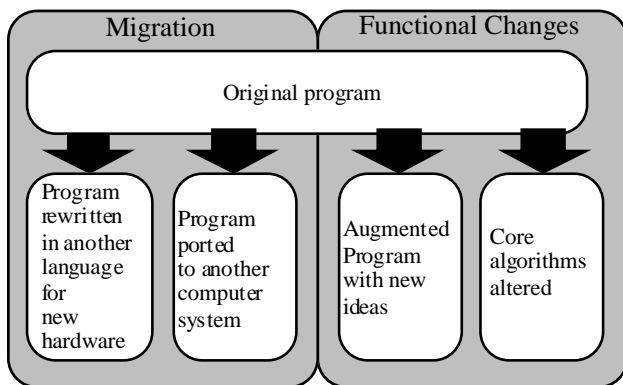 Migration
Functional Changes
Original program
Program
rewritten
in another
language
for
new
hardware
Program
ported
to another
computer
system
Augmented
Program
with new
ideas
Core
algorithms
altered